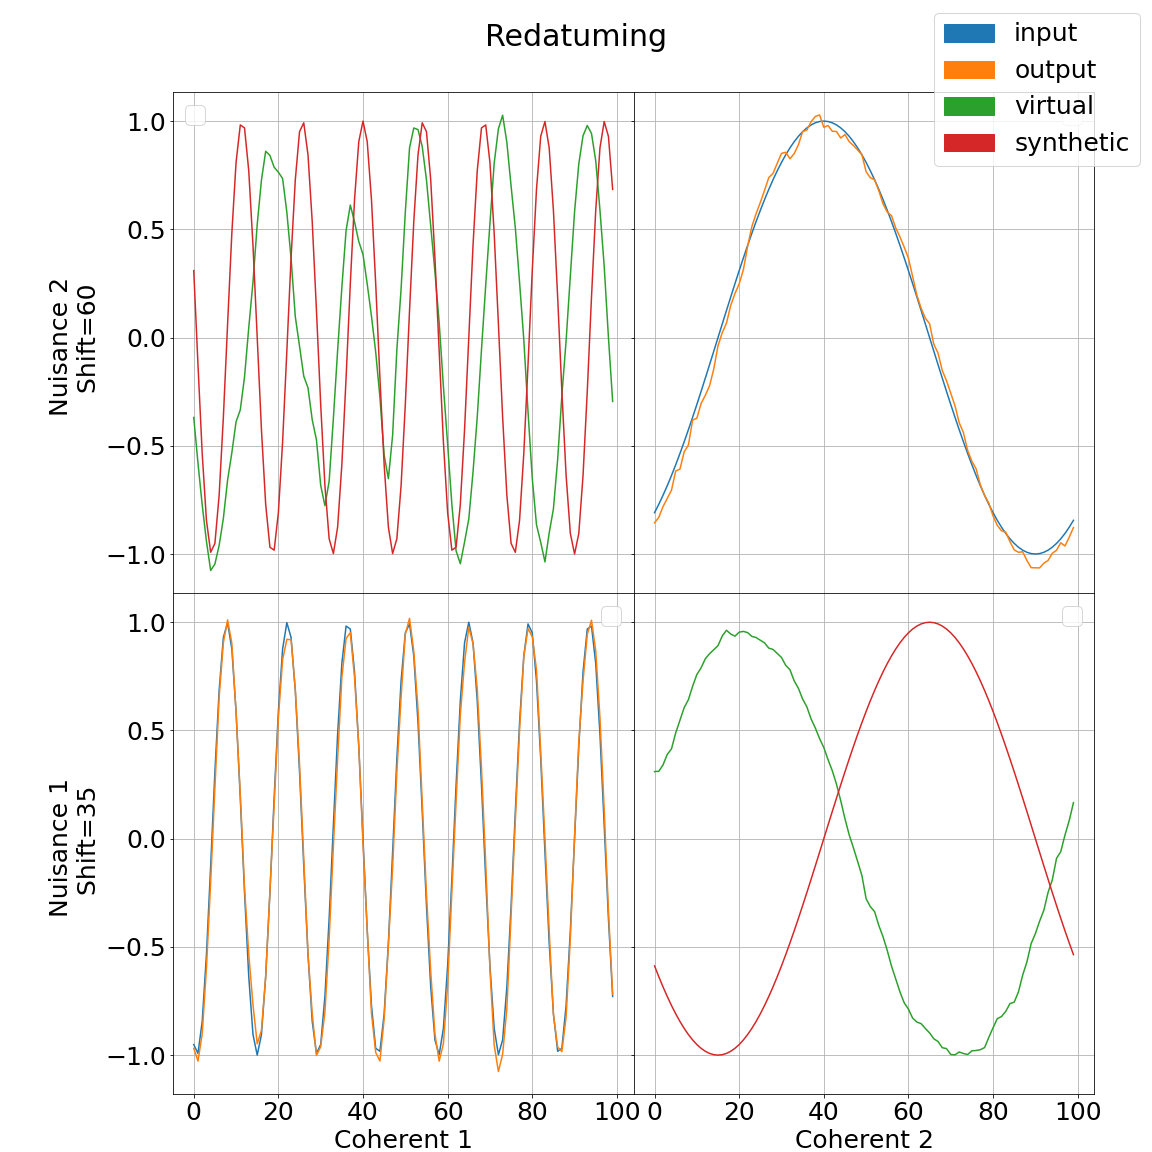 Redatuming
input
output
virtual
synthetic
Nuisance 2
Shift=60
1.0
0.5
0.0
−0.5
−1.0
Nuisance 1
Shift=35
1.0
0.5
0.0
−0.5
−1.0
0 20 40 60 80 100
0 20 40 60 80 100
Coherent 1
Coherent 2